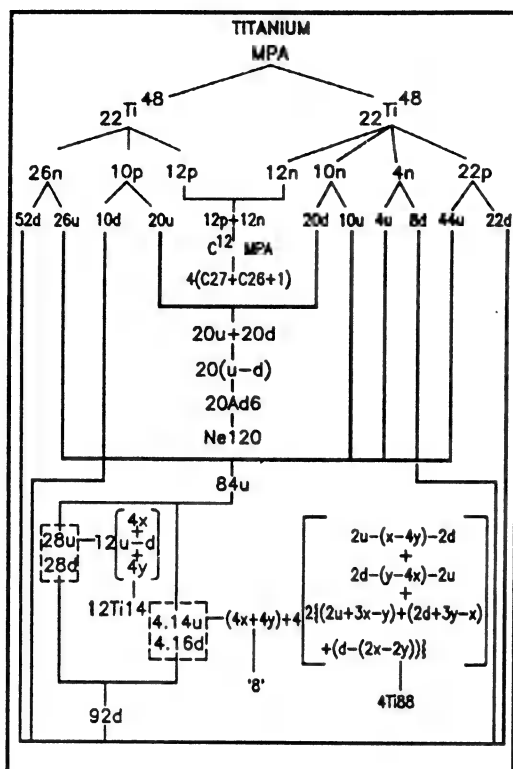 TITANIUM
MPA
22Ti48 22Ti48
26n 10p 12p 12n 10n 4n 22p
52d 26u 10d 20u 12p+12n 20d 10u 4u 8d 44u 22d
C12 MPA
4(C27+C26+1)
20u+20d
20(u-d)
20Ad6
Ne120
84u
4x
+
28u 12 u-d
28d +
4y
12Ti14
2u-(x-4y)-2d
+
2d-(y-4x)-2u
+
4.14u (4x+4y)+4 2{(2u+3x-y)+(2d+3y-x)
4.16d +(d-(2x-2y))}
'8' 4Ti88
92d